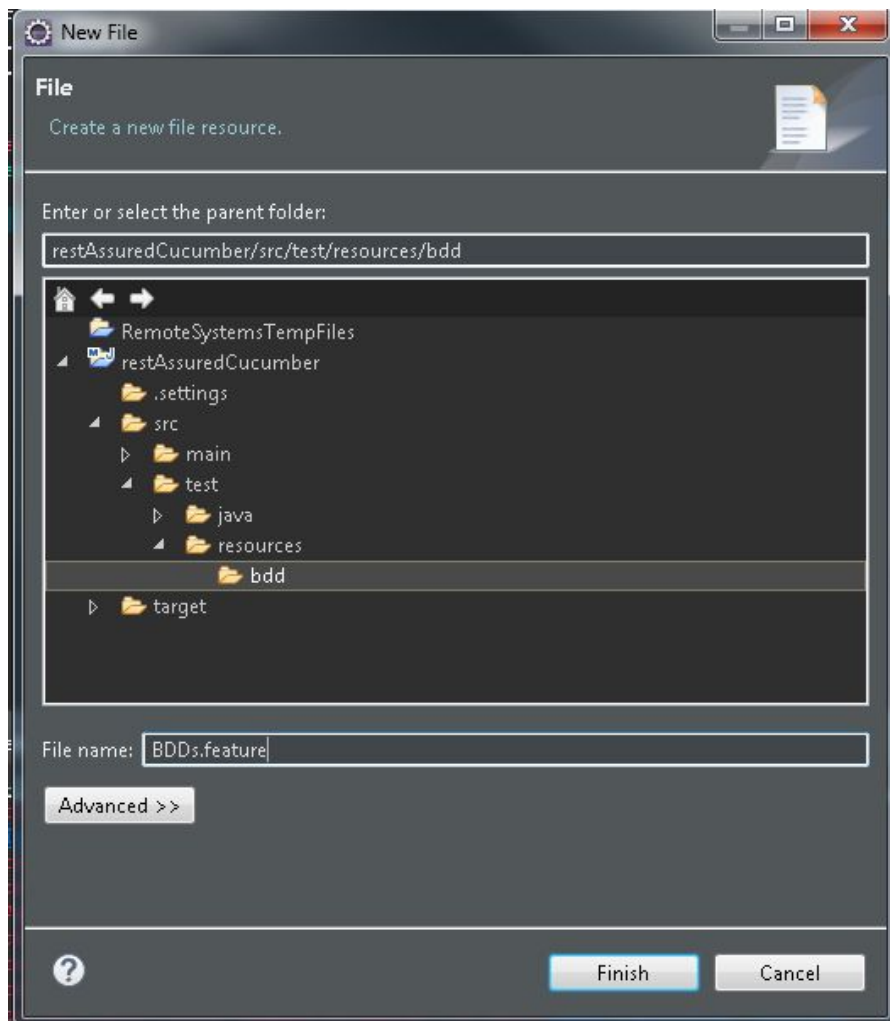 New File
File
Create a new file resource.
Enter or select the parent folder:
restAssuredCucumber/src/test/resources/bdd
RemoteSystemsTempFiles
restAssuredCucumber
.settings
src
main
test
java
resources
bdd
target
File name: BDDs.feature
Advanced >>
Finish Cancel